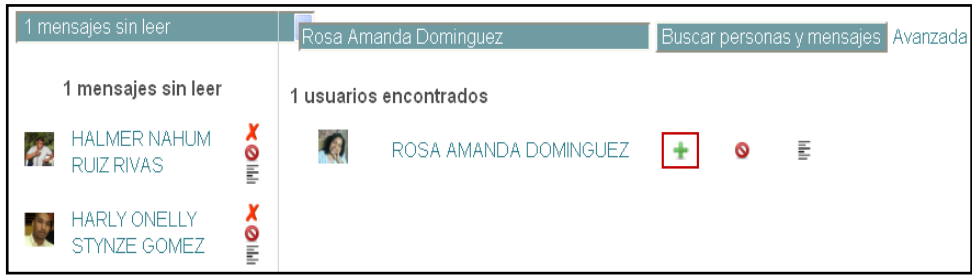 1 mensajes sin leer
1 mensajes sin leer
HALMER NAHUM
RUIZ RIVAS
HARLY ONELLY
STYNZE GOMEZ
Rosa Amanda Dominguez
Buscar personas y mensajes
Avanzada
1 usuarios encontrados
ROSA AMANDA DOMINGUEZ